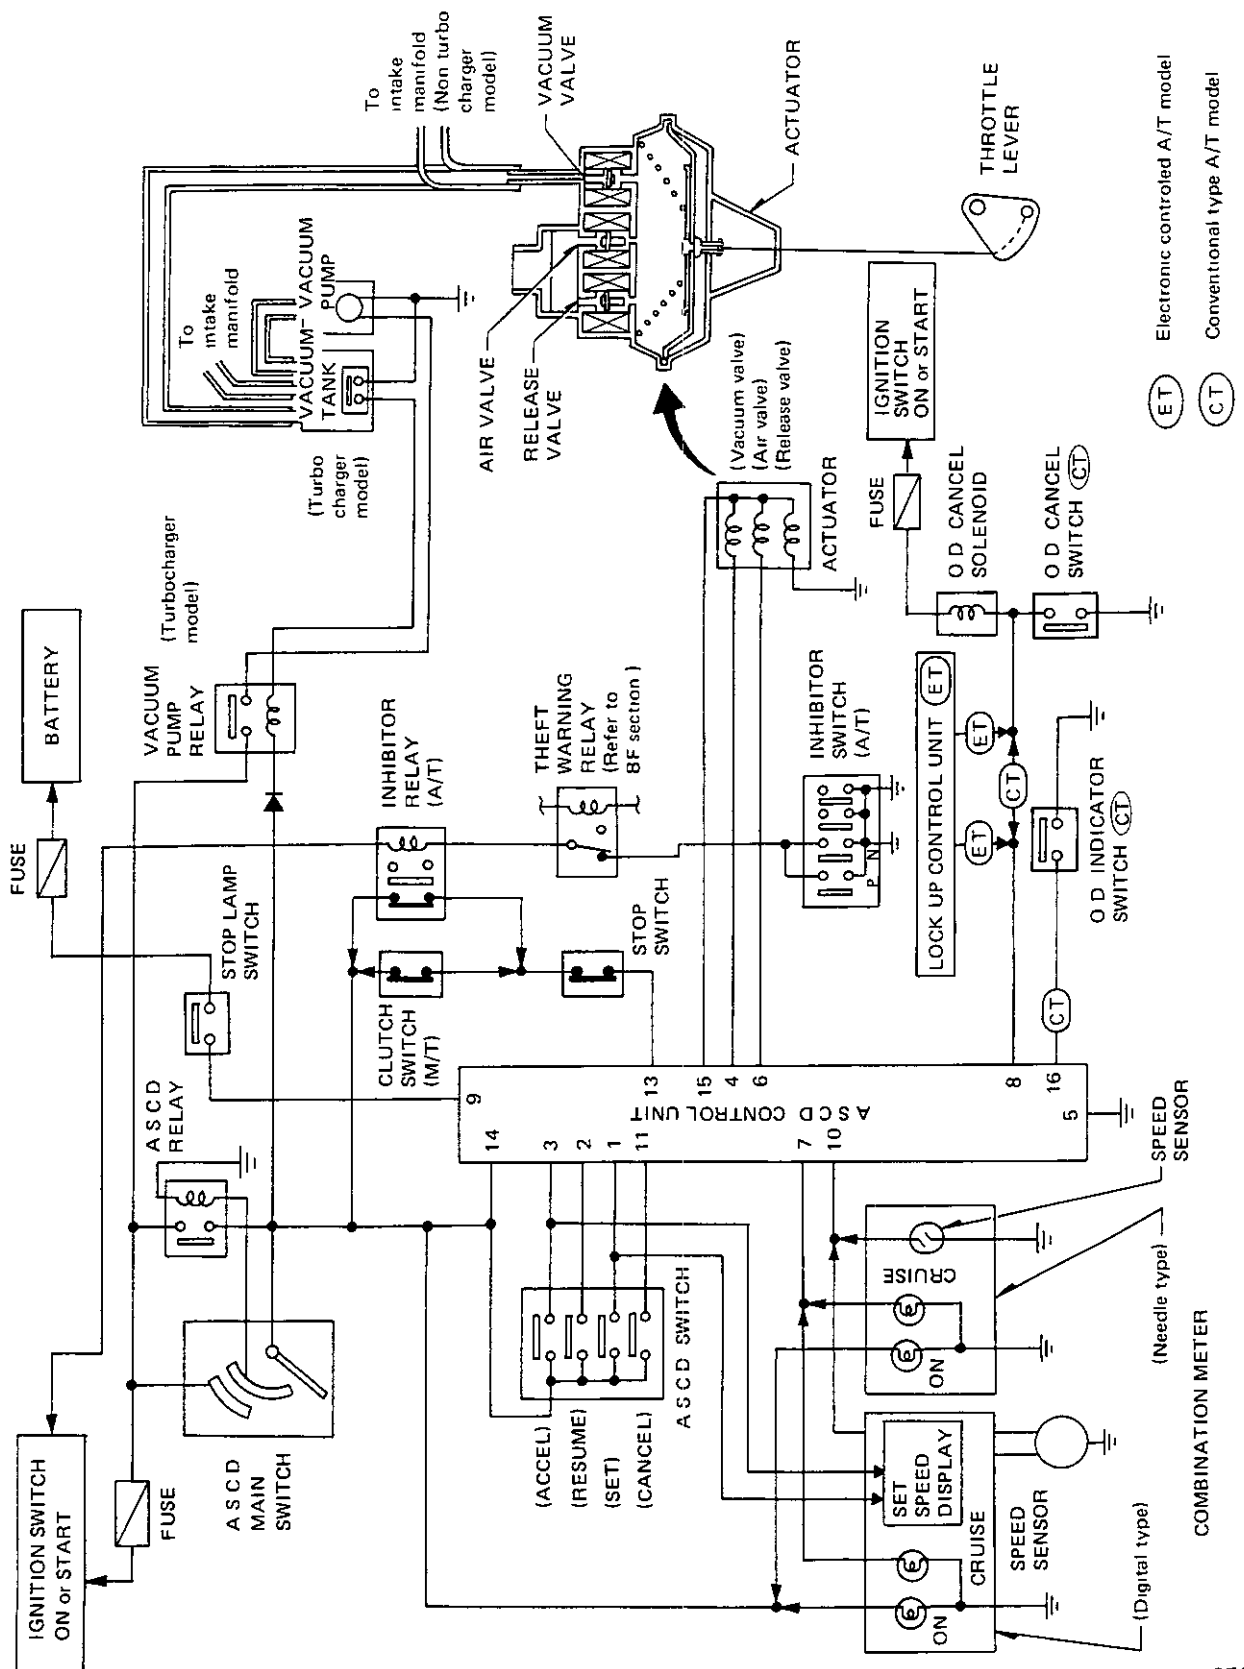 IGNITION SWITCH
ON or START
FUSE
A S C D
MAIN
SWITCH
A S C D
RELAY
STOP LAMP
SWITCH
FUSE
BATTERY
VACUUM
PUMP
RELAY
(Turbocharger
model)
(Turbo
charger
model)
To
intake
manifold
VACUUM
TANK
VACUUM
PUMP
To
intake
manifold
(Non turbo
charger
model)
VACUUM
VALVE
AIR VALVE
RELEASE
VALVE
ACTUATOR
THROTTLE
LEVER
CLUTCH
SWITCH
(M/T)
INHIBITOR
RELAY
(A/T)
STOP
SWITCH
THEFT
WARNING
RELAY
(Refer to
BF section)
INHIBITOR
SWITCH
(A/T)
P
N
(Vacuum valve)
(Air valve)
(Release valve)
ACTUATOR
(ACCEL)
(RESUME)
(SET)
(CANCEL)
A S C D SWITCH
A S C D CONTROL UNIT
14
3
2
1
11
7
10
9
13
15
4
6
8
16
5
LOCK UP CONTROL UNIT
ET
ET
ET
CT
CT
FUSE
IGNITION
SWITCH
ON or START
O D CANCEL
SOLENOID
O D CANCEL
SWITCH CT
O D INDICATOR
SWITCH CT
SET
SPEED
DISPLAY
ON
CRUISE
SPEED
SENSOR
(Digital type)
ON
CRUISE
SPEED
SENSOR
(Needle type)
COMBINATION METER
ET Electronic controled A/T model
CT Conventional type A/T model